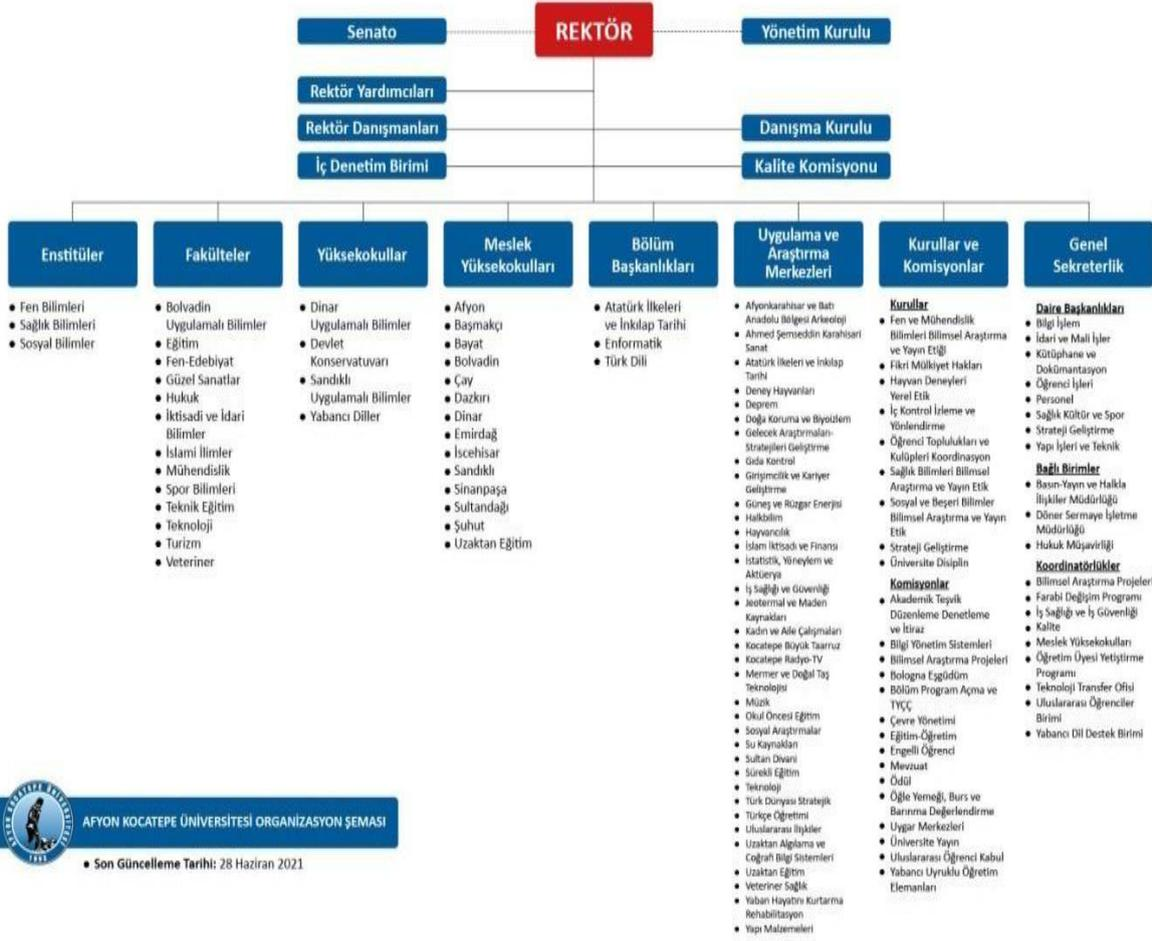 Senato
REKTÖR
Yönetim Kurulu
Rektör Yardımcıları
Rektör Danışmanları
Danışma Kurulu
İç Denetim Birimi
Kalite Komisyonu
Enstitüler
• Fen Bilimleri
• Sağlık Bilimleri
• Sosyal Bilimler
Fakülteler
• Bolvadin
Uygulamalı Bilimler
• Eğitim
• Fen-Edebiyat
• Güzel Sanatlar
• Hukuk
• İktisadi ve İdari
Bilimler
• İslami İlimler
• Mühendislik
• Spor Bilimleri
• Teknik Eğitim
• Teknoloji
• Turizm
• Veteriner
Yüksekokullar
• Dinar
Uygulamalı Bilimler
• Devlet
Konservatuvarı
• Sandıklı
Uygulamalı Bilimler
• Yabancı Diller
Meslek
Yüksekokulları
• Afyon
• Başmakçı
• Bayat
• Bolvadin
• Çay
• Dazkırı
• Dinar
• Emirdağ
• İscehisar
• Sandıklı
• Sinanpaşa
• Sultandağı
• Şuhut
• Uzaktan Eğitim
Bölüm
Başkanlıkları
• Atatürk İlkeleri
ve İnkılap Tarihi
• Enformatik
• Türk Dili
Uygulama ve
Araştırma
Merkezleri
• Afyonkarahisar ve Batı
Anadolu Bölgesi Arkeoloji
• Ahmed Şemseddin Karahisari
Sanat
• Atatürk İlkeleri ve İnkılap
Tarihi
• Deney Hayvanları
• Deprem
• Doğa Koruma ve Biyoizlem
• Gelecek Araştırmaları-
Stratejileri Geliştirme
• Gıda Kontrol
• Girişimcilik ve Kariyer
Geliştirme
• Güneş ve Rüzgar Enerjisi
• Halkbilim
• Hayvancılık
• İslam İktisadı ve Finansı
• İstatistik, Yöneylem ve
Aktüerya
• İş Sağlığı ve Güvenliği
• Jeotermal ve Maden
Kaynakları
• Kadın ve Aile Çalışmaları
• Kocatepe Büyük Taarruz
• Kocatepe Radyo-TV
• Mermer ve Doğal Taş
Teknolojisi
• Müzik
• Okul Öncesi Eğitim
• Sosyal Araştırmalar
• Su Kaynakları
• Sultan Divani
• Sürekli Eğitim
• Teknoloji
• Türk Dünyası Stratejik
• Türkçe Öğretimi
• Uluslararası İlişkiler
• Uzaktan Algılama ve
Coğrafi Bilgi Sistemleri
• Uzaktan Eğitim
• Veteriner Sağlık
• Yaban Hayatını Kurtarma
Rehabilitasyon
• Yapı Malzemeleri
Kurullar ve
Komisyonlar
Kurullar
• Fen ve Mühendislik
Bilimleri Bilimsel Araştırma
ve Yayın Etiği
• Fikri Mülkiyet Hakları
• Hayvan Deneyleri
Yerel Etik
• İç Kontrol İzleme ve
Yönlendirme
• Öğrenci Toplulukları ve
Kulüpleri Koordinasyon
• Sağlık Bilimleri Bilimsel
Araştırma ve Yayın Etik
• Sosyal ve Beşeri Bilimler
Bilimsel Araştırma ve Yayın
Etik
• Strateji Geliştirme
• Üniversite Disiplin
Komisyonlar
• Akademik Teşvik
Düzenleme Denetleme
ve İtiraz
• Bilgi Yönetim Sistemleri
• Bilimsel Araştırma Projeleri
• Bologna Eşgüdüm
• Bölüm Program Açma ve
TYÇÇ
• Çevre Yönetimi
• Eğitim-Öğretim
• Engelli Öğrenci
• Mevzuat
• Ödül
• Öğle Yemeği, Burs ve
Barınma Değerlendirme
• Uygar Merkezleri
• Üniversite Yayın
• Uluslararası Öğrenci Kabul
• Yabancı Uyruklu Öğretim
Elemanları
Genel
Sekreterlik
Daire Başkanlıkları
• Bilgi İşlem
• İdari ve Mali İşler
• Kütüphane ve
Dokümantasyon
• Öğrenci İşleri
• Personel
• Sağlık Kültür ve Spor
• Strateji Geliştirme
• Yapı İşleri ve Teknik
Bağlı Birimler
• Basın-Yayın ve Halkla
İlişkiler Müdürlüğü
• Döner Sermaye İşletme
Müdürlüğü
• Hukuk Müşavirliği
Koordinatörlükler
• Bilimsel Araştırma Projeleri
• Farabi Değişim Programı
• İş Sağlığı ve İş Güvenliği
• Kalite
• Meslek Yüksekokulları
• Öğretim Üyesi Yetiştirme
Programı
• Teknoloji Transfer Ofisi
• Uluslararası Öğrenciler
Birimi
• Yabancı Dil Destek Birimi
AFYON KOCATEPE ÜNİVERSİTESİ
1992
AFYON KOCATEPE ÜNİVERSİTESİ ORGANİZASYON ŞEMASI
• Son Güncelleme Tarihi: 28 Haziran 2021